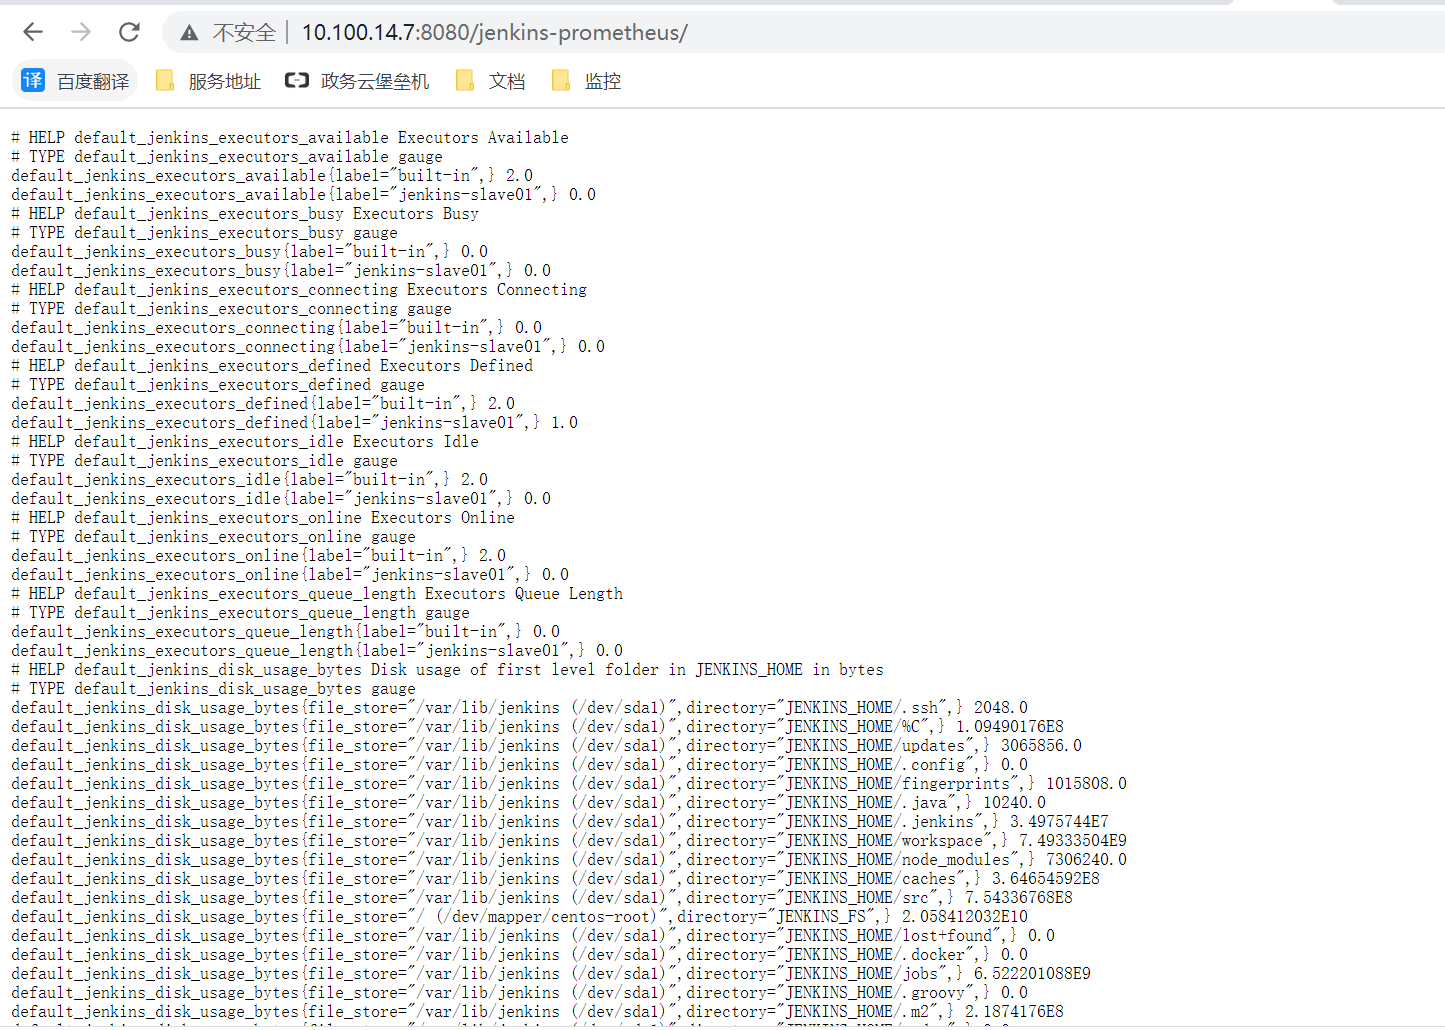 不安全 | 10.100.14.7:8080/jenkins-prometheus/
译 百度翻译 服务地址 政务云堡垒机 文档 监控
# HELP default_jenkins_executors_available Executors Available
# TYPE default_jenkins_executors_available gauge
default_jenkins_executors_available{label="built-in",} 2.0
default_jenkins_executors_available{label="jenkins-slave01",} 0.0
# HELP default_jenkins_executors_busy Executors Busy
# TYPE default_jenkins_executors_busy gauge
default_jenkins_executors_busy{label="built-in",} 0.0
default_jenkins_executors_busy{label="jenkins-slave01",} 0.0
# HELP default_jenkins_executors_connecting Executors Connecting
# TYPE default_jenkins_executors_connecting gauge
default_jenkins_executors_connecting{label="built-in",} 0.0
default_jenkins_executors_connecting{label="jenkins-slave01",} 0.0
# HELP default_jenkins_executors_defined Executors Defined
# TYPE default_jenkins_executors_defined gauge
default_jenkins_executors_defined{label="built-in",} 2.0
default_jenkins_executors_defined{label="jenkins-slave01",} 1.0
# HELP default_jenkins_executors_idle Executors Idle
# TYPE default_jenkins_executors_idle gauge
default_jenkins_executors_idle{label="built-in",} 2.0
default_jenkins_executors_idle{label="jenkins-slave01",} 0.0
# HELP default_jenkins_executors_online Executors Online
# TYPE default_jenkins_executors_online gauge
default_jenkins_executors_online{label="built-in",} 2.0
default_jenkins_executors_online{label="jenkins-slave01",} 0.0
# HELP default_jenkins_executors_queue_length Executors Queue Length
# TYPE default_jenkins_executors_queue_length gauge
default_jenkins_executors_queue_length{label="built-in",} 0.0
default_jenkins_executors_queue_length{label="jenkins-slave01",} 0.0
# HELP default_jenkins_disk_usage_bytes Disk usage of first level folder in JENKINS_HOME in bytes
# TYPE default_jenkins_disk_usage_bytes gauge
default_jenkins_disk_usage_bytes{file_store="/var/lib/jenkins (/dev/sda1)",directory="JENKINS_HOME/.ssh",} 2048.0
default_jenkins_disk_usage_bytes{file_store="/var/lib/jenkins (/dev/sda1)",directory="JENKINS_HOME/%C",} 1.09490176E8
default_jenkins_disk_usage_bytes{file_store="/var/lib/jenkins (/dev/sda1)",directory="JENKINS_HOME/updates",} 3065856.0
default_jenkins_disk_usage_bytes{file_store="/var/lib/jenkins (/dev/sda1)",directory="JENKINS_HOME/.config",} 0.0
default_jenkins_disk_usage_bytes{file_store="/var/lib/jenkins (/dev/sda1)",directory="JENKINS_HOME/fingerprints",} 1015808.0
default_jenkins_disk_usage_bytes{file_store="/var/lib/jenkins (/dev/sda1)",directory="JENKINS_HOME/.java",} 10240.0
default_jenkins_disk_usage_bytes{file_store="/var/lib/jenkins (/dev/sda1)",directory="JENKINS_HOME/.jenkins",} 3.4975744E7
default_jenkins_disk_usage_bytes{file_store="/var/lib/jenkins (/dev/sda1)",directory="JENKINS_HOME/workspace",} 7.49333504E9
default_jenkins_disk_usage_bytes{file_store="/var/lib/jenkins (/dev/sda1)",directory="JENKINS_HOME/node_modules",} 7306240.0
default_jenkins_disk_usage_bytes{file_store="/var/lib/jenkins (/dev/sda1)",directory="JENKINS_HOME/caches",} 3.64654592E8
default_jenkins_disk_usage_bytes{file_store="/var/lib/jenkins (/dev/sda1)",directory="JENKINS_HOME/src",} 7.54336768E8
default_jenkins_disk_usage_bytes{file_store="/ (/dev/mapper/centos-root)",directory="JENKINS_FS",} 2.058412032E10
default_jenkins_disk_usage_bytes{file_store="/var/lib/jenkins (/dev/sda1)",directory="JENKINS_HOME/lost+found",} 0.0
default_jenkins_disk_usage_bytes{file_store="/var/lib/jenkins (/dev/sda1)",directory="JENKINS_HOME/.docker",} 0.0
default_jenkins_disk_usage_bytes{file_store="/var/lib/jenkins (/dev/sda1)",directory="JENKINS_HOME/jobs",} 6.522201088E9
default_jenkins_disk_usage_bytes{file_store="/var/lib/jenkins (/dev/sda1)",directory="JENKINS_HOME/.groovy",} 0.0
default_jenkins_disk_usage_bytes{file_store="/var/lib/jenkins (/dev/sda1)",directory="JENKINS_HOME/.m2",} 2.1874176E8